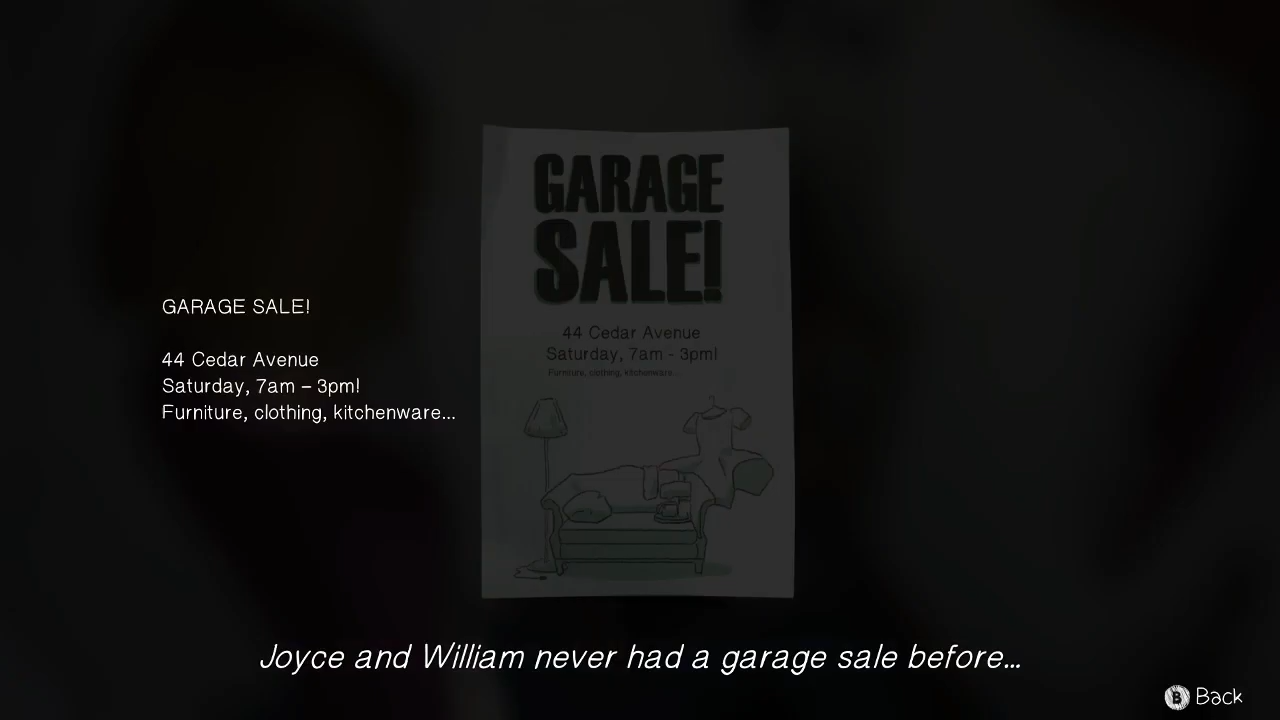 GARAGE
SALE!
44 Cedar Avenue
Saturday, 7am - 3pm!
Furniture, clothing, kitchenware...
GARAGE SALE!
44 Cedar Avenue
Saturday, 7am – 3pm!
Furniture, clothing, kitchenware...
Joyce and William never had a garage sale before...
B Back